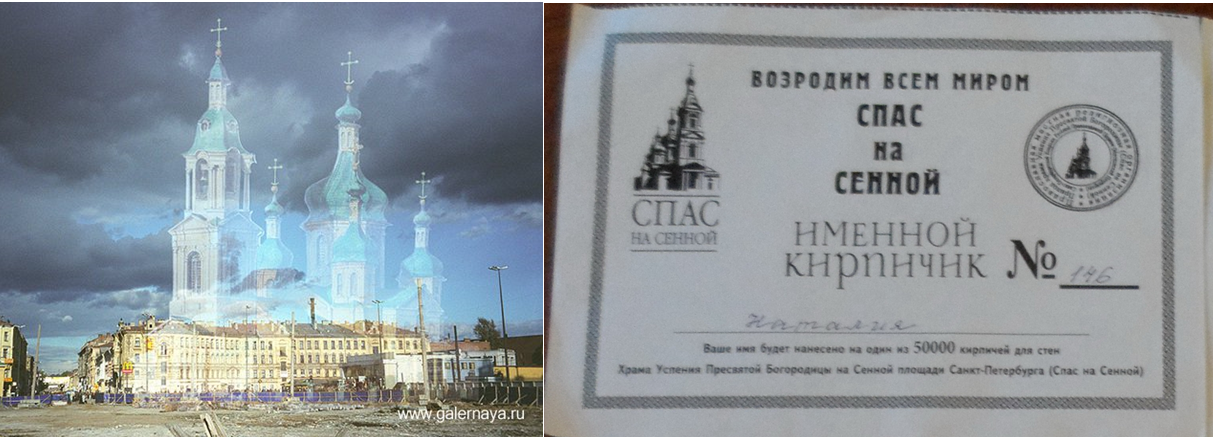 www.galernaya.ru
ВОЗРОДИМ ВСЕМ МИРОМ
СПАС
на
СЕННОЙ
СПАС
НА СЕННОЙ
ИМЕННОЙ
КИРПИЧИК № 146
Наталия
Ваше имя будет нанесено на один из 50000 кирпичей для стен
Храма Успения Пресвятой Богородицы на Сенной площади Санкт-Петербурга (Спас на Сенной)